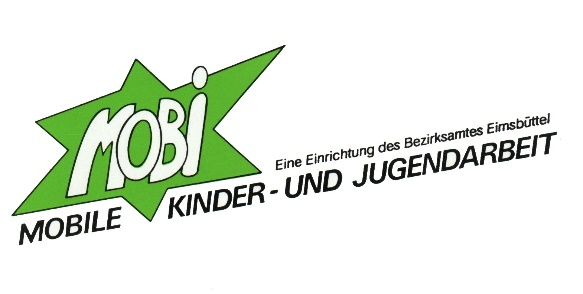 MOBi
Eine Einrichtung des Bezirksamtes Eimsbüttel
MOBILE KINDER-UND JUGENDARBEIT